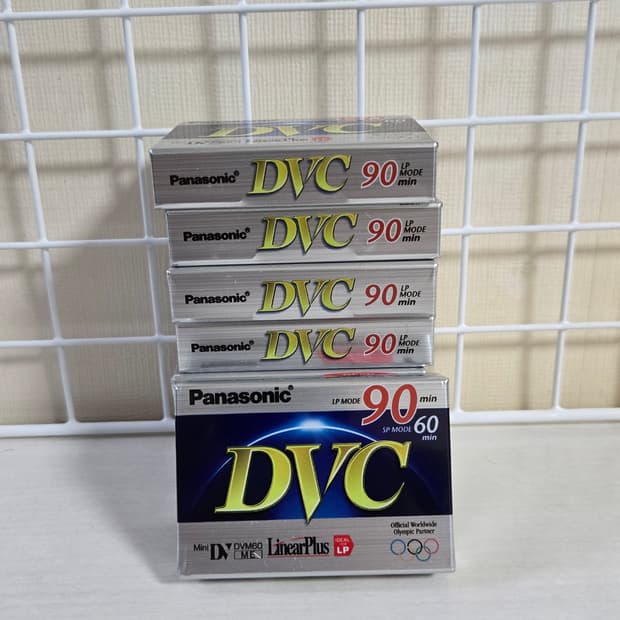 DVC
Panasonic DVC 90 LP MODE min
Panasonic DVC 90 LP MODE min
Panasonic DVC 90 LP MODE min
Panasonic DVC 90 LP MODE min
Panasonic LP MODE 90 min
SP MODE 60 min
DVC
Mini DV DVM60 ME LinearPlus IDEAL FOR LP
Official Worldwide
Olympic Partner